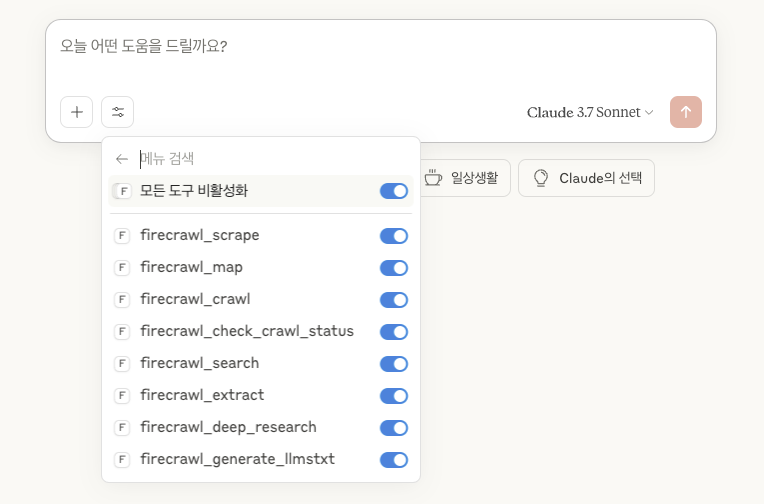 오늘 어떤 도움을 드릴까요?
Claude 3.7 Sonnet
메뉴 검색
F 모든 도구 비활성화
일상생활
Claude의 선택
F firecrawl_scrape
F firecrawl_map
F firecrawl_crawl
F firecrawl_check_crawl_status
F firecrawl_search
F firecrawl_extract
F firecrawl_deep_research
F firecrawl_generate_llmstxt